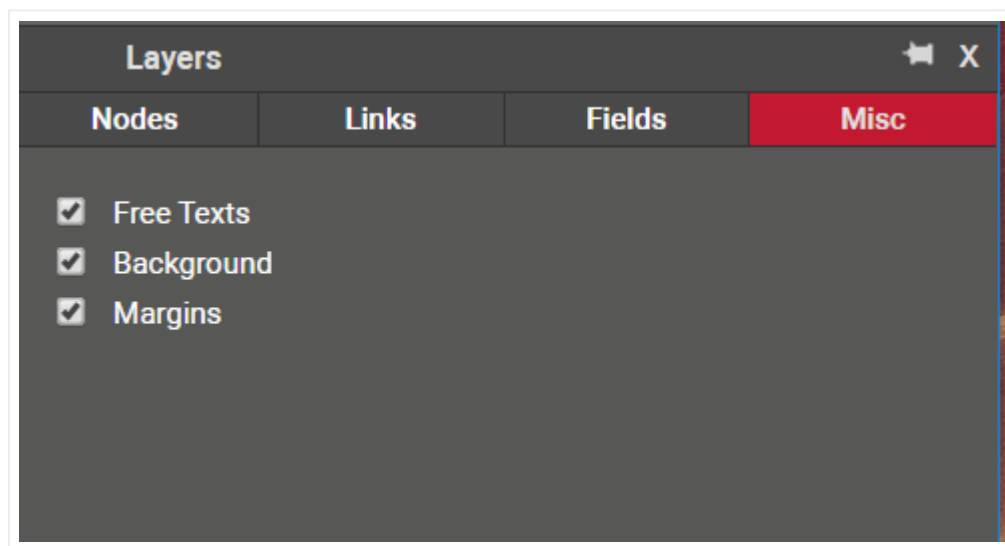 Layers X
Nodes Links Fields Misc
Free Texts
Background
Margins